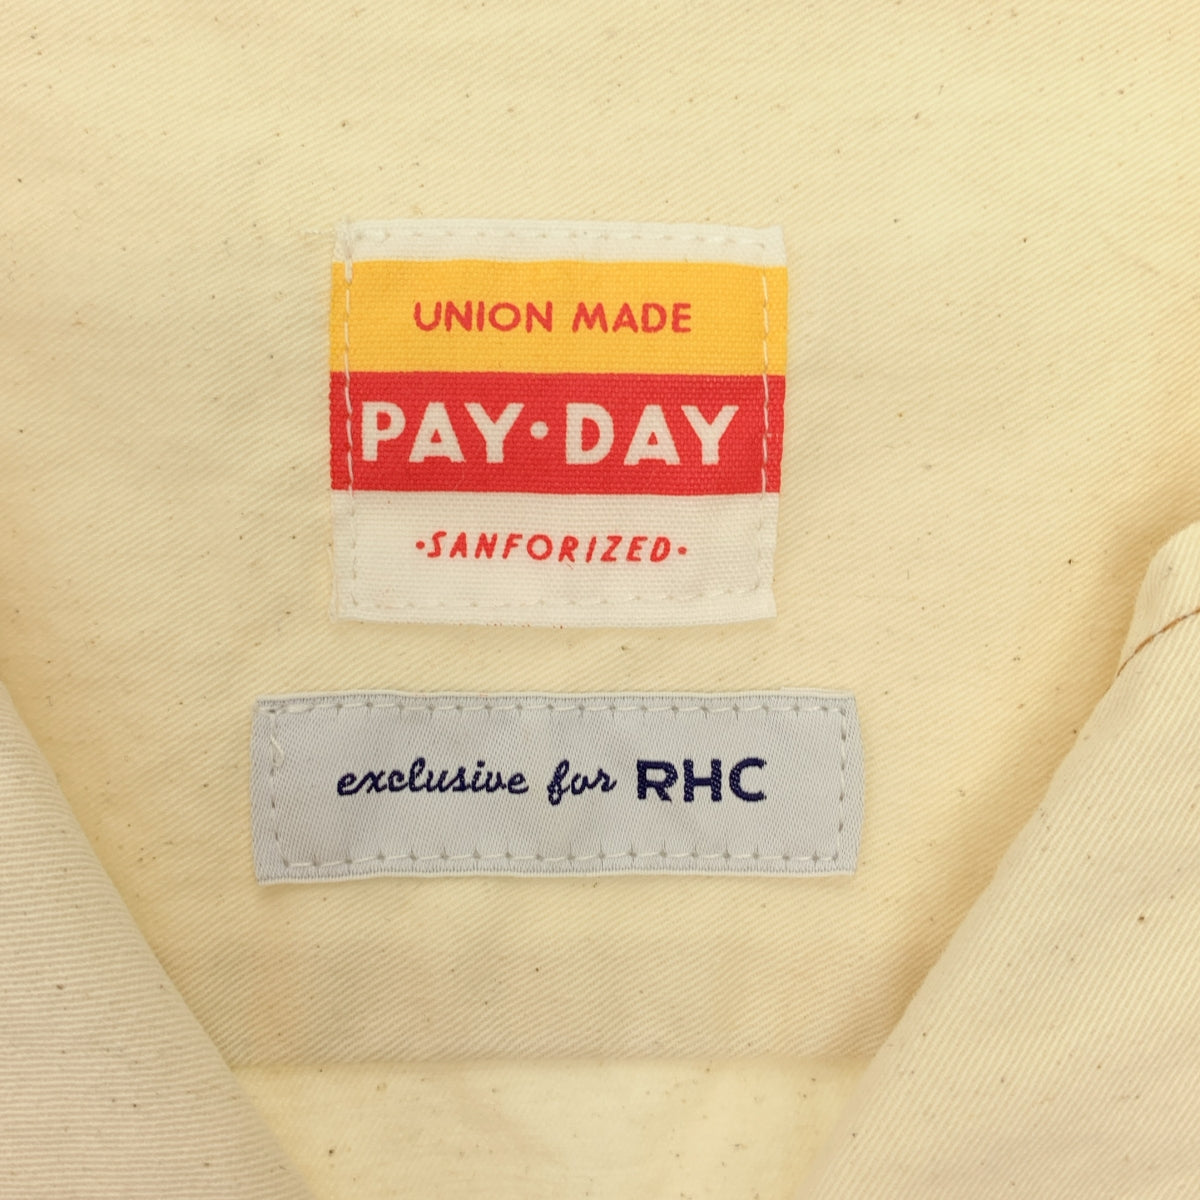 UNION MADE
PAY·DAY
·SANFORIZED·
exclusive for RHC